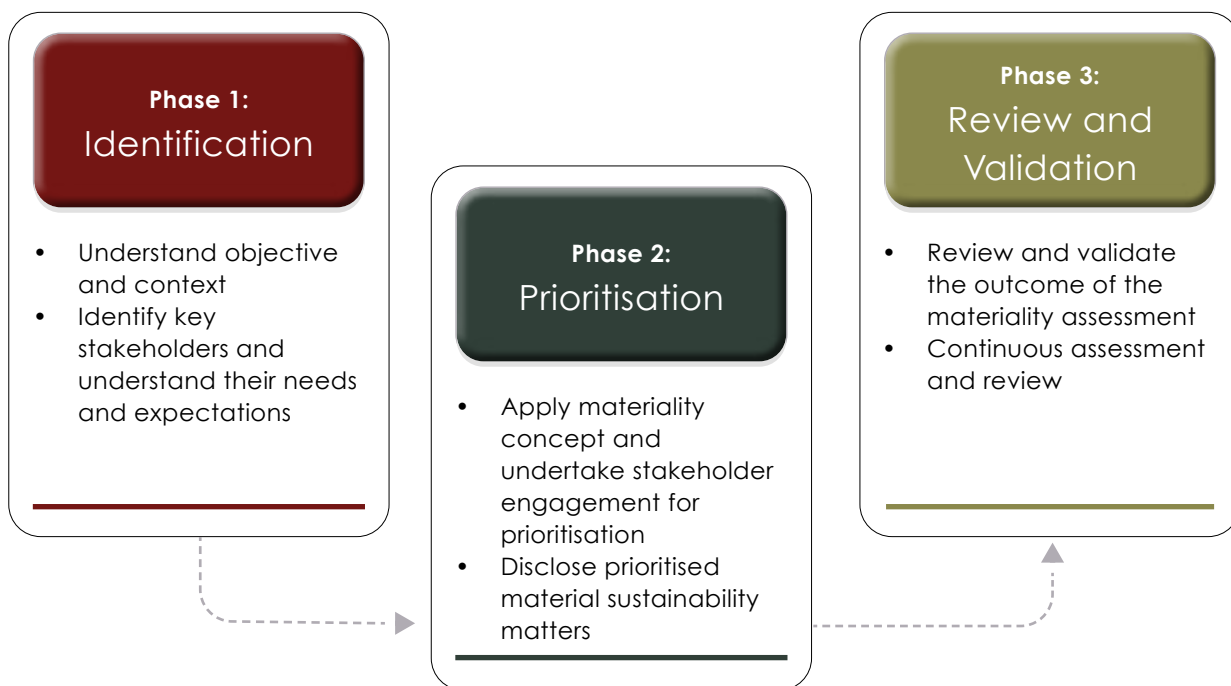 Phase 1:
Identification
• Understand objective
and context
• Identify key
stakeholders and
understand their needs
and expectations
Phase 2:
Prioritisation
• Apply materiality
concept and
undertake stakeholder
engagement for
prioritisation
• Disclose prioritised
material sustainability
matters
Phase 3:
Review and
Validation
• Review and validate
the outcome of the
materiality assessment
• Continuous assessment
and review